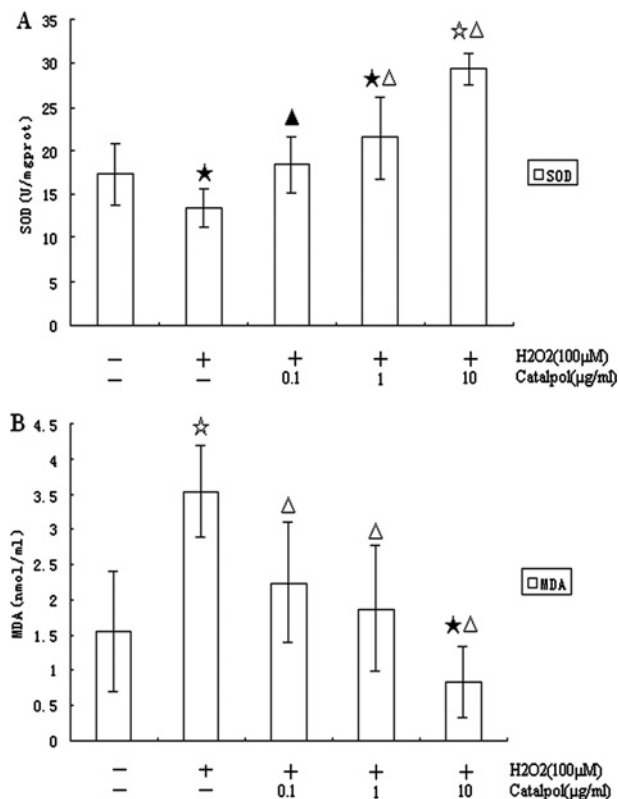 A
35
30
25
20
15
10
5
0
SOD(U/mgprot)
★ ▲ ★△ ☆△
□SOD
— + + + + H2O2(100μM)
— — 0.1 1 10 Catalpol(μg/ml)
B
4.5
4
3.5
3
2.5
2
1.5
1
0.5
0
MDA(nmol/ml)
☆ △ △ ★△
□MDA
— + + + + H2O2(100μM)
— — 0.1 1 10 Catalpol(μg/ml)